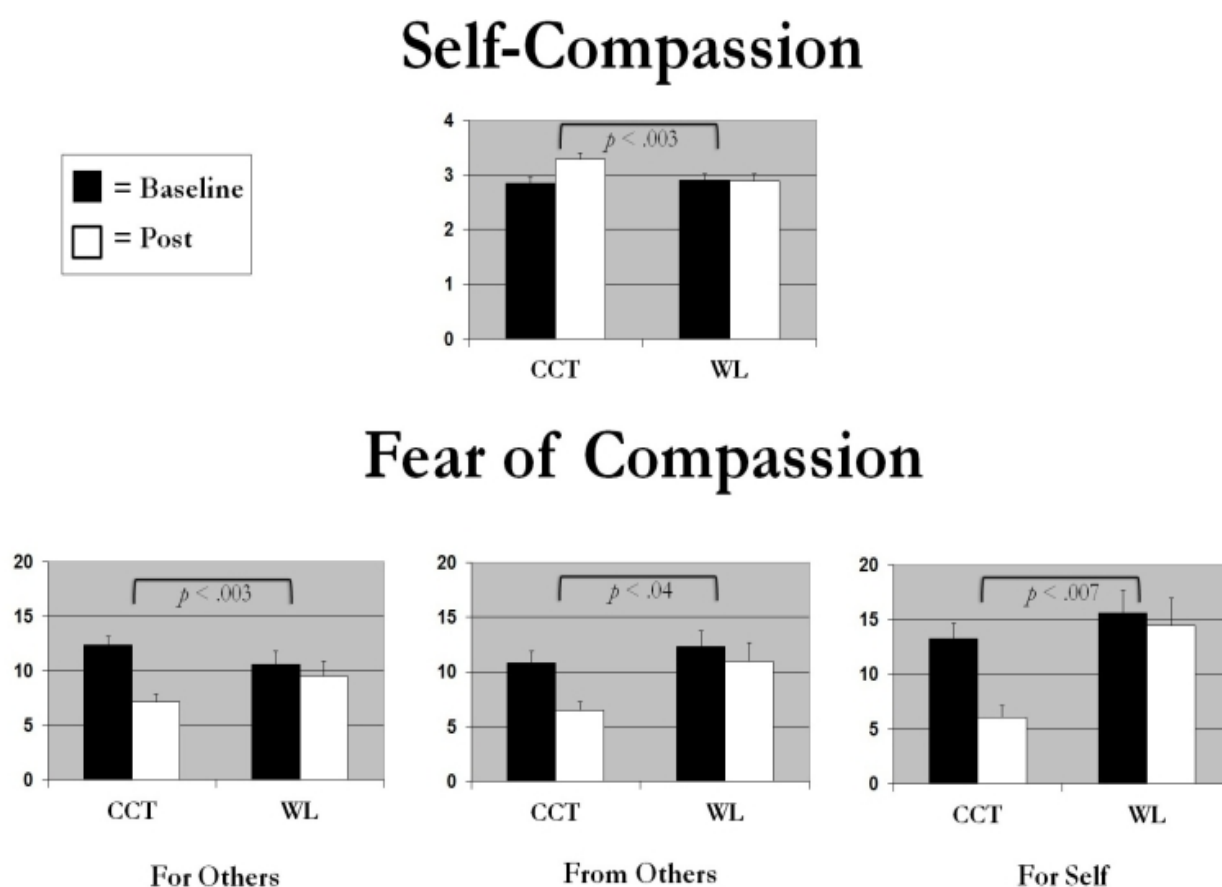 Self-Compassion
= Baseline
= Post
4
3
2
1
0
p < .003
CCT WL
Fear of Compassion
20
15
10
5
0
p < .003
CCT WL
For Others
20
15
10
5
0
p < .04
CCT WL
From Others
20
15
10
5
0
p < .007
CCT WL
For Self